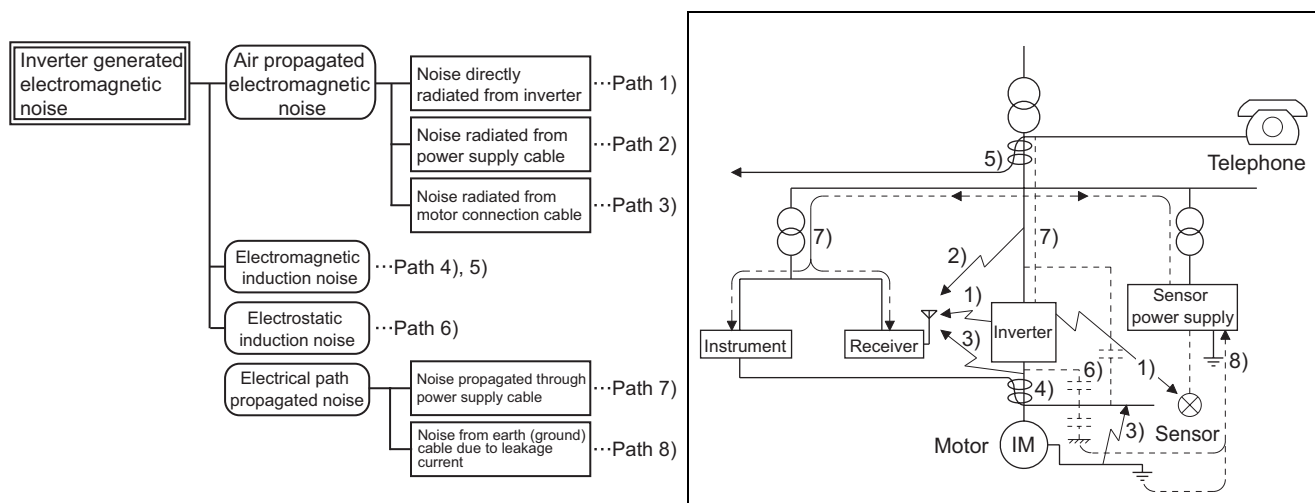 Inverter generated
electromagnetic
noise
Air propagated
electromagnetic
noise
Noise directly
radiated from inverter
···Path 1)
Noise radiated from
power supply cable
···Path 2)
Noise radiated from
motor connection cable
···Path 3)
Electromagnetic
induction noise
···Path 4), 5)
Electrostatic
induction noise
···Path 6)
Electrical path
propagated noise
Noise propagated through
power supply cable
···Path 7)
Noise from earth (ground)
cable due to leakage
current
···Path 8)
5)
Telephone
7)
7)
2)
1)
Sensor
power supply
Instrument
Receiver
Inverter
3)
6)
1)
8)
4)
3)
Sensor
Motor
IM